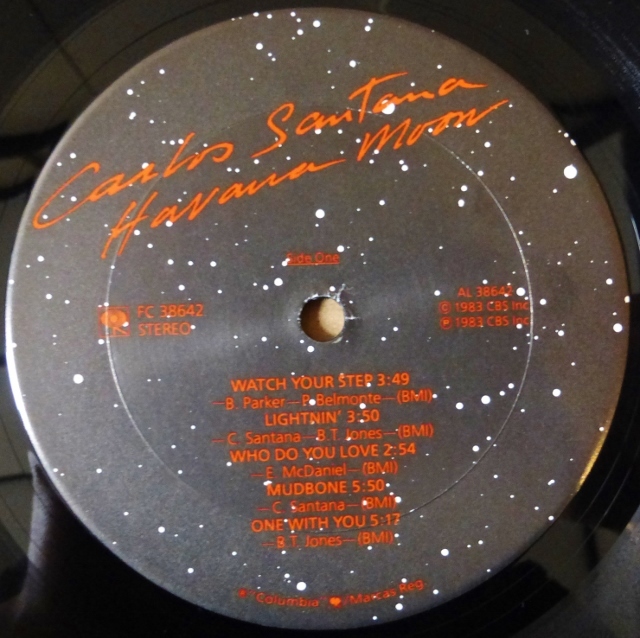 Carlos Santana
Havana Moon
Side One
FC 38642
STEREO
AL 38642
© 1983 CBS Inc.
℗ 1983 CBS Inc.
WATCH YOUR STEP 3:49
—B. Parker—P. Belmonte—(BMI)
LIGHTNIN' 3:50
—C. Santana—B.T. Jones—(BMI)
WHO DO YOU LOVE 2:54
—E. McDaniel—(BMI)
MUDBONE 5:50
—C. Santana—(BMI)
ONE WITH YOU 5:17
—B.T. Jones—(BMI)
"Columbia" /Marcas Reg.